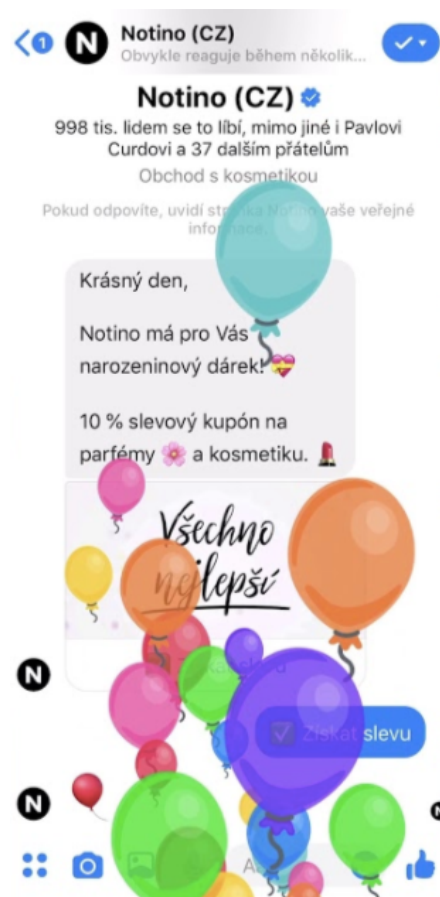 1
N
Notino (CZ)
Obvykle reaguje během několik...
Notino (CZ)
998 tis. lidem se to líbí, mimo jiné i Pavlovi
Curdovi a 37 dalším přátelům
Obchod s kosmetikou
Pokud odpovíte, uvidí stránka Notino vaše veřejné
Krásný den,
Notino má pro Vás
narozeninový dárek!
10 % slevový kupón na
parfémy a kosmetiku.
Všechno
nejlepší
N
Získat slevu
N
N